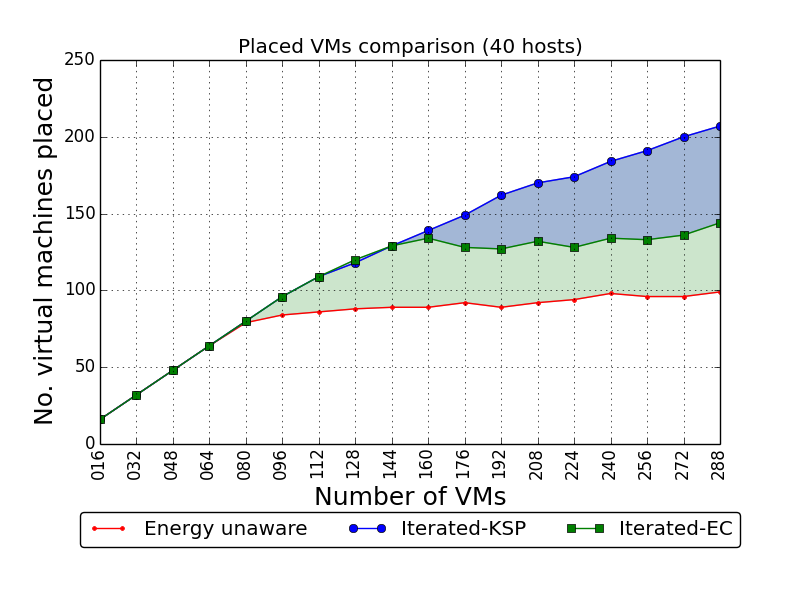 Placed VMs comparison (40 hosts)
No. virtual machines placed
250
200
150
100
50
0
016 032 048 064 080 096 112 128 144 160 176 192 208 224 240 256 272 288
Number of VMs
Energy unaware Iterated-KSP Iterated-EC